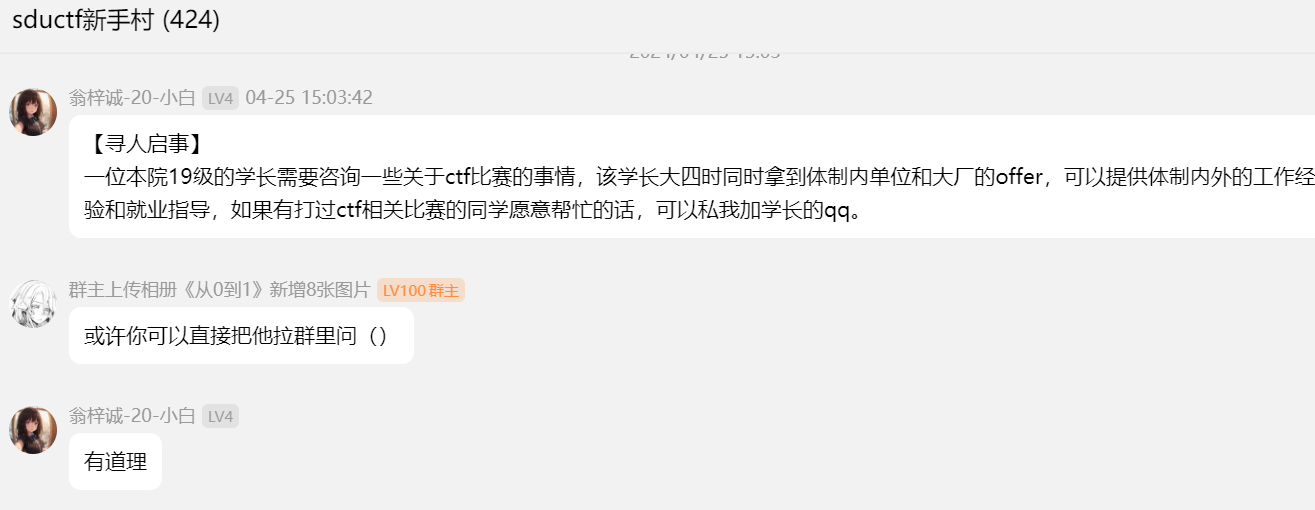 sductf新手村 (424)
翁梓诚-20-小白 LV4 04-25 15:03:42
【寻人启事】
一位本院19级的学长需要咨询一些关于ctf比赛的事情，该学长大四时同时拿到体制内单位和大厂的offer，可以提供体制内外的工作经
验和就业指导，如果有打过ctf相关比赛的同学愿意帮忙的话，可以私我加学长的qq。
群主上传相册《从0到1》新增8张图片 LV100 群主
或许你可以直接把他拉群里问（）
翁梓诚-20-小白 LV4
有道理